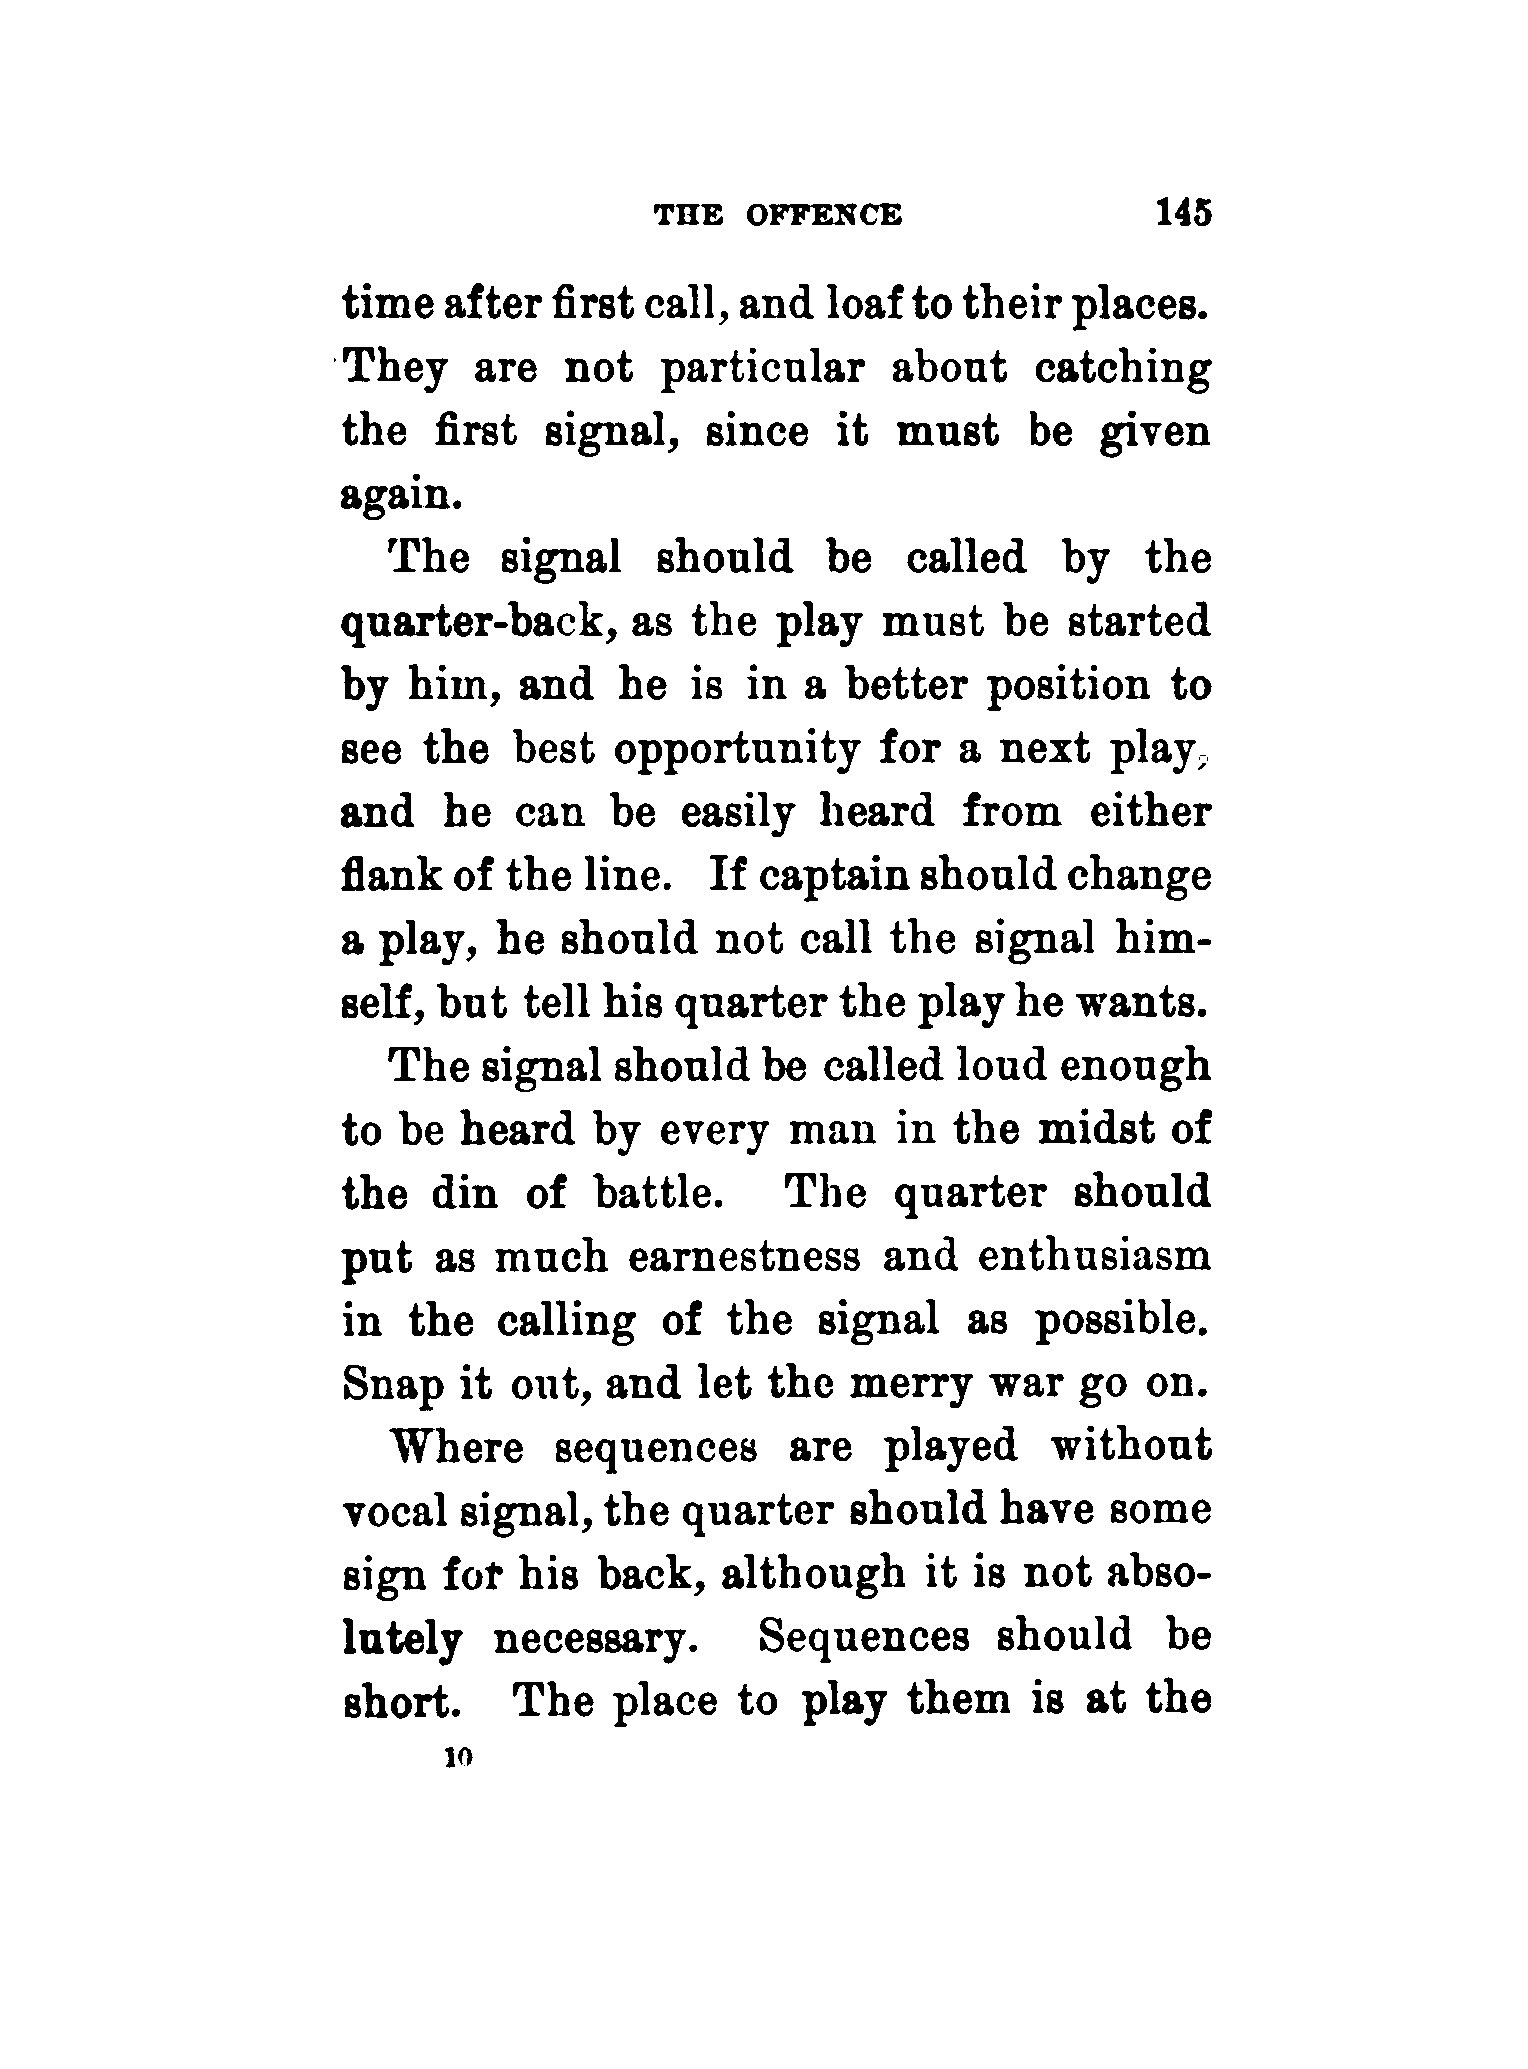 THE OFFENCE 145
time after first call, and loaf to their places.
They are not particular about catching
the first signal, since it must be given
again.
The signal should be called by the
quarter-back, as the play must be started
by him, and he is in a better position to
see the best opportunity for a next play,
and he can be easily heard from either
flank of the line. If captain should change
a play, he should not call the signal him-
self, but tell his quarter the play he wants.
The signal should be called loud enough
to be heard by every man in the midst of
the din of battle. The quarter should
put as much earnestness and enthusiasm
in the calling of the signal as possible.
Snap it out, and let the merry war go on.
Where sequences are played without
vocal signal, the quarter should have some
sign for his back, although it is not abso-
lutely necessary. Sequences should be
short. The place to play them is at the
10